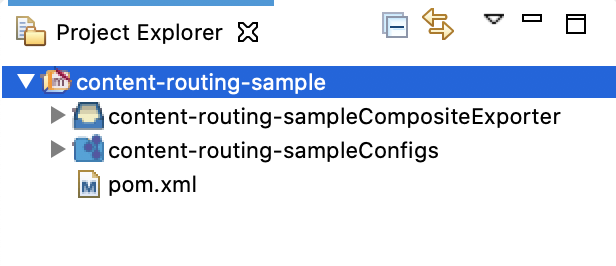 Project Explorer
content-routing-sample
content-routing-sampleCompositeExporter
content-routing-sampleConfigs
M pom.xml